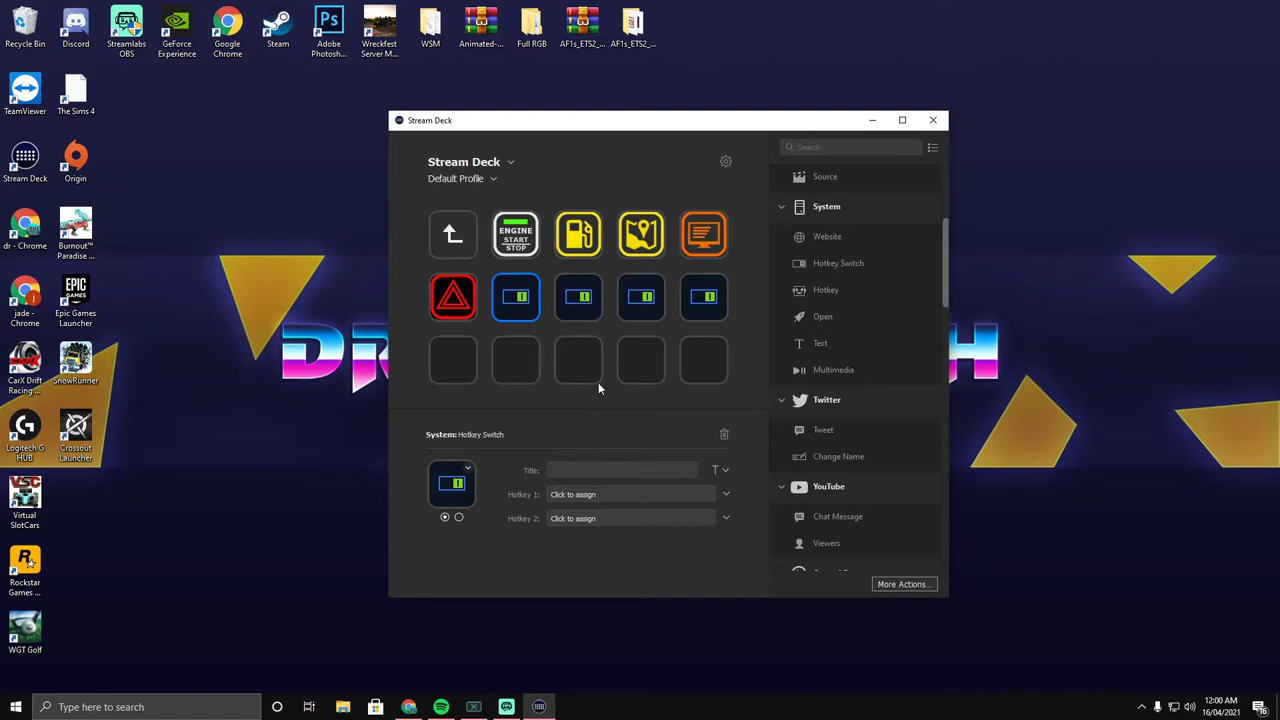 Recycle Bin
Discord
Streamlabs OBS
GeForce Experience
Google Chrome
Steam
Adobe Photosh...
Wreckfest Server M...
WSM
Animated-...
Full RGB
AF1s_ETS2_...
AF1s_ETS2_...
TeamViewer
The Sims 4
Stream Deck
Origin
dr - Chrome
Burnout™ Paradise ...
jade - Chrome
Epic Games Launcher
CarX Drift Racing ...
SnowRunner
Logitech G HUB
Crossout Launcher
Virtual SlotCars
Rockstar Games ...
WGT Golf
Stream Deck
Stream Deck
Default Profile
ENGINE
START
STOP
System: Hotkey Switch
Title:
T
Hotkey 1: Click to assign
Hotkey 2: Click to assign
Search
Source
System
Website
Hotkey Switch
Hotkey
Open
Text
Multimedia
Twitter
Tweet
Change Name
YouTube
Chat Message
Viewers
More Actions...
Type here to search
12:00 AM
16/04/2021
16